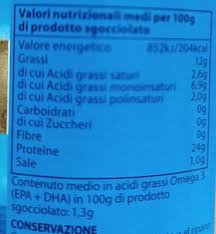 Valori nutrizionali medi per 100g
di prodotto sgocciolato
Valore energetico 852kJ/204kcal
Grassi 12g
di cui Acidi grassi saturi 2,6g
di cui Acidi grassi monoinsaturi 6,9g
di cui Acidi grassi polinsaturi 2,0g
Carboidrati 0g
di cui Zuccheri 0g
Fibre 0g
Proteine 24g
Sale 1,0g
Contenuto medio in acidi grassi Omega 3
(EPA + DHA) in 100g di prodotto
sgocciolato: 1,3g
CONSERVAZIONE